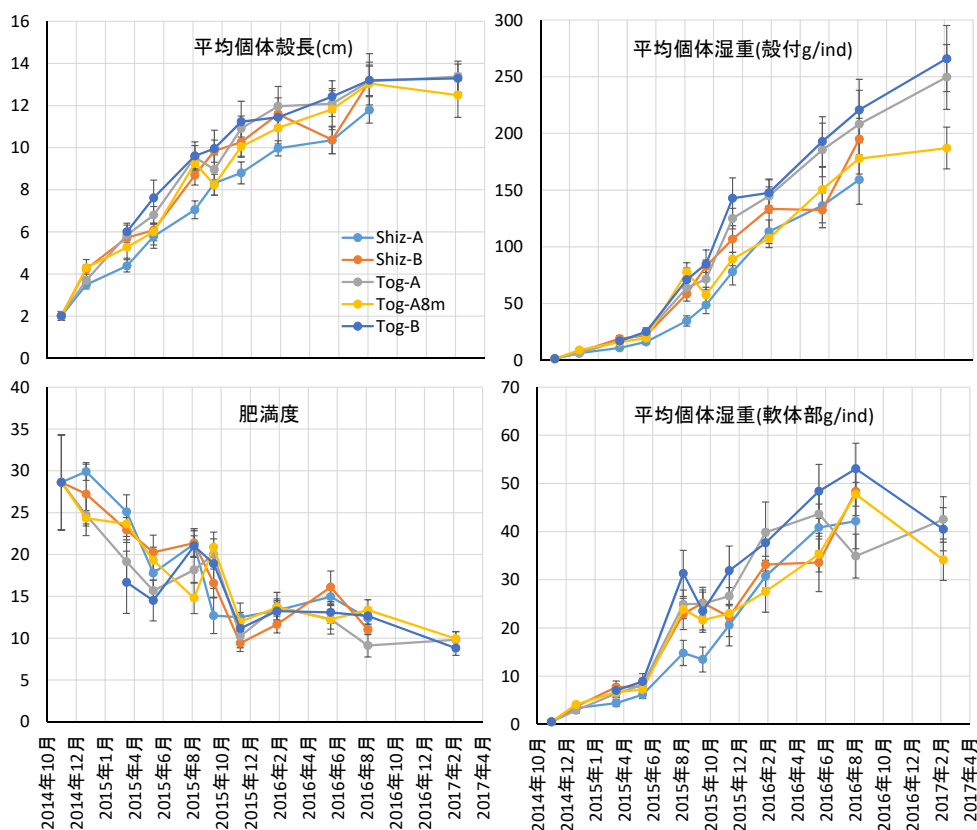 平均個体殻長(cm)
16
14
12
10
8
6
4
2
0
Shiz-A
Shiz-B
Tog-A
Tog-A8m
Tog-B
平均個体湿重(殻付g/ind)
300
250
200
150
100
50
0
肥満度
40
35
30
25
20
15
10
5
0
2014年10月
2014年12月
2015年1月
2015年4月
2015年6月
2015年8月
2015年10月
2015年12月
2016年2月
2016年4月
2016年6月
2016年8月
2016年10月
2016年12月
2017年2月
2017年4月
平均個体湿重(軟体部g/ind)
70
60
50
40
30
20
10
0
2014年10月
2014年12月
2015年1月
2015年4月
2015年6月
2015年8月
2015年10月
2015年12月
2016年2月
2016年4月
2016年6月
2016年8月
2016年10月
2016年12月
2017年2月
2017年4月